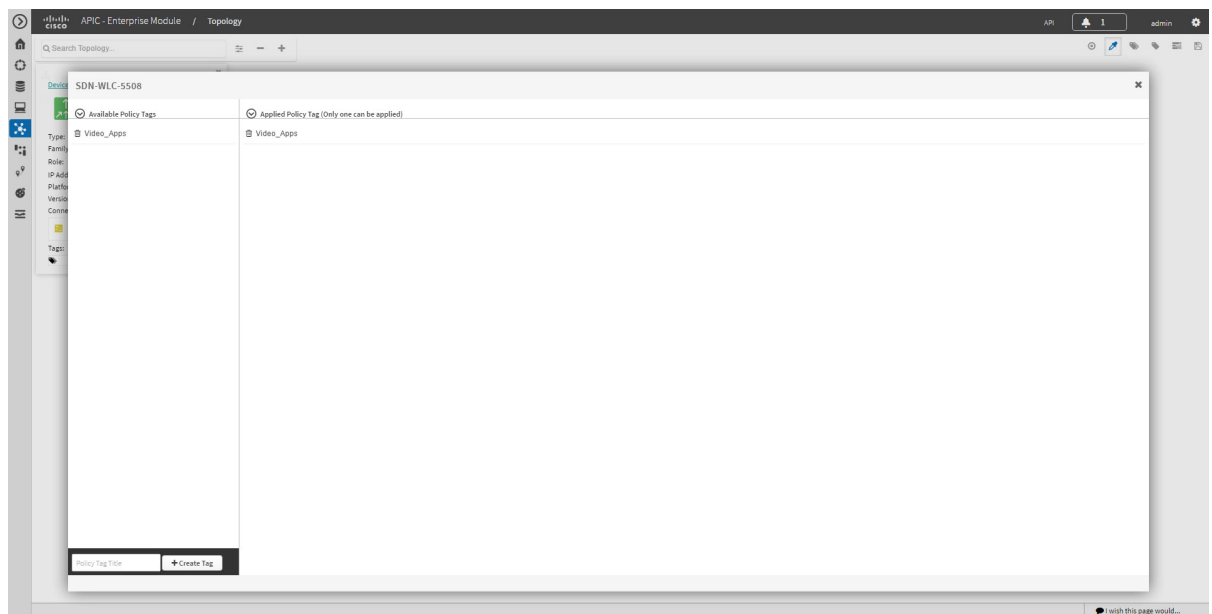 CISCO APIC - Enterprise Module / Topology API 1 admin
Search Topology...
Device
SDN-WLC-5508
Available Policy Tags
Applied Policy Tag (Only one can be applied)
Video_Apps
Video_Apps
Type:
Family
Role:
IP Add
Platfo
Versio
Conne
Tags:
Policy Tag Title
+ Create Tag
I wish this page would...